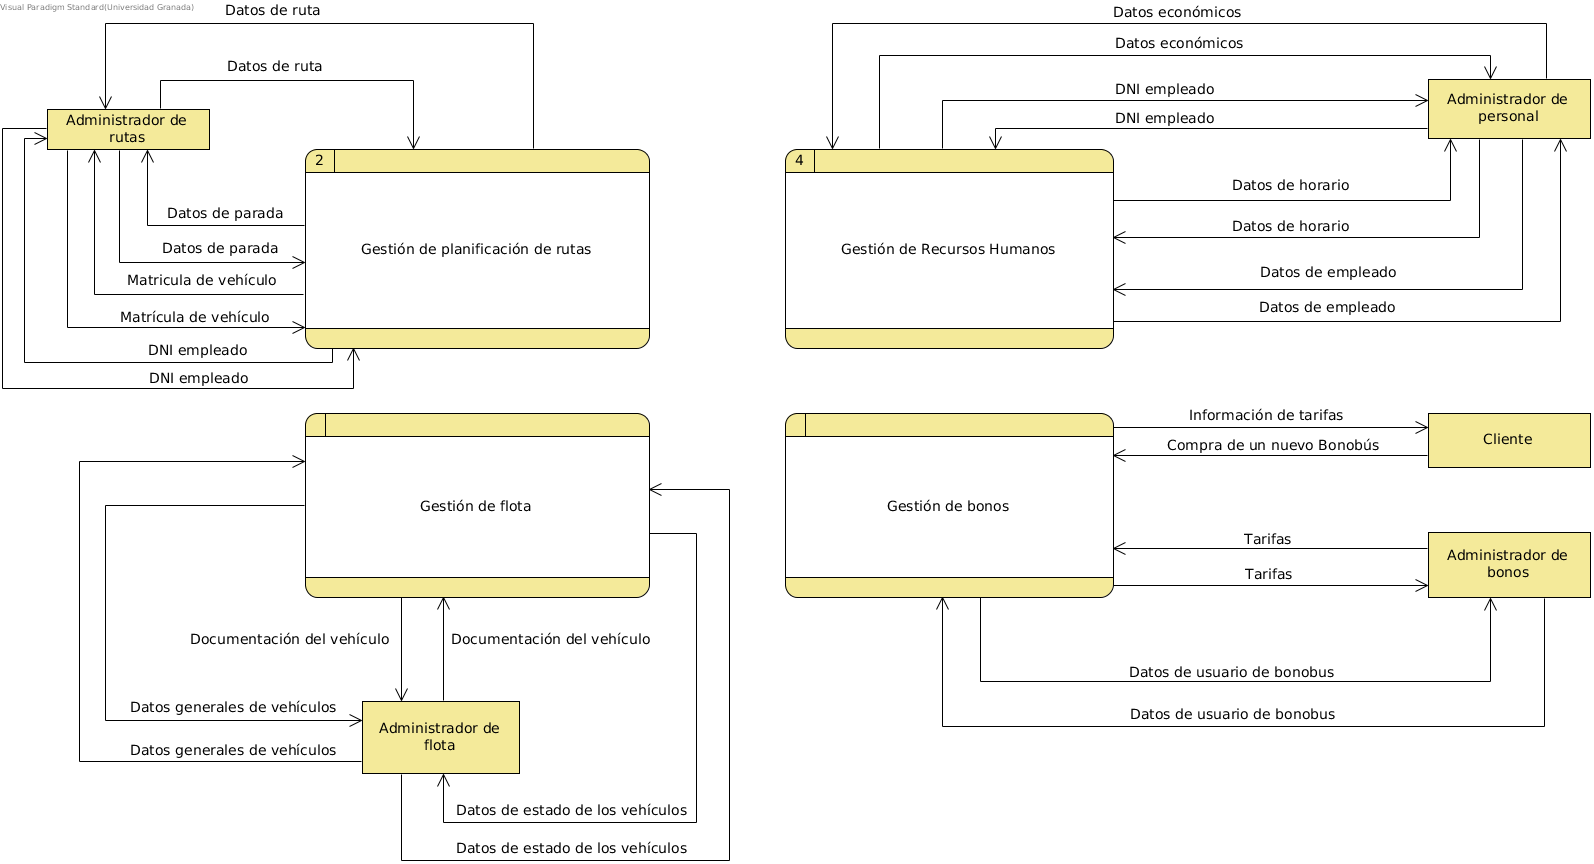 Visual Paradigm Standard(Universidad Granada)
Datos de ruta
Datos de ruta
Administrador de
rutas
2
Datos de parada
Datos de parada
Matricula de vehículo
Matrícula de vehículo
DNI empleado
DNI empleado
Gestión de planificación de rutas
Datos económicos
Datos económicos
DNI empleado
DNI empleado
Administrador de
personal
4
Gestión de Recursos Humanos
Datos de horario
Datos de horario
Datos de empleado
Datos de empleado
Gestión de flota
Documentación del vehículo
Documentación del vehículo
Datos generales de vehículos
Datos generales de vehículos
Administrador de
flota
Datos de estado de los vehículos
Datos de estado de los vehículos
Gestión de bonos
Información de tarifas
Compra de un nuevo Bonobús
Cliente
Tarifas
Tarifas
Administrador de
bonos
Datos de usuario de bonobus
Datos de usuario de bonobus